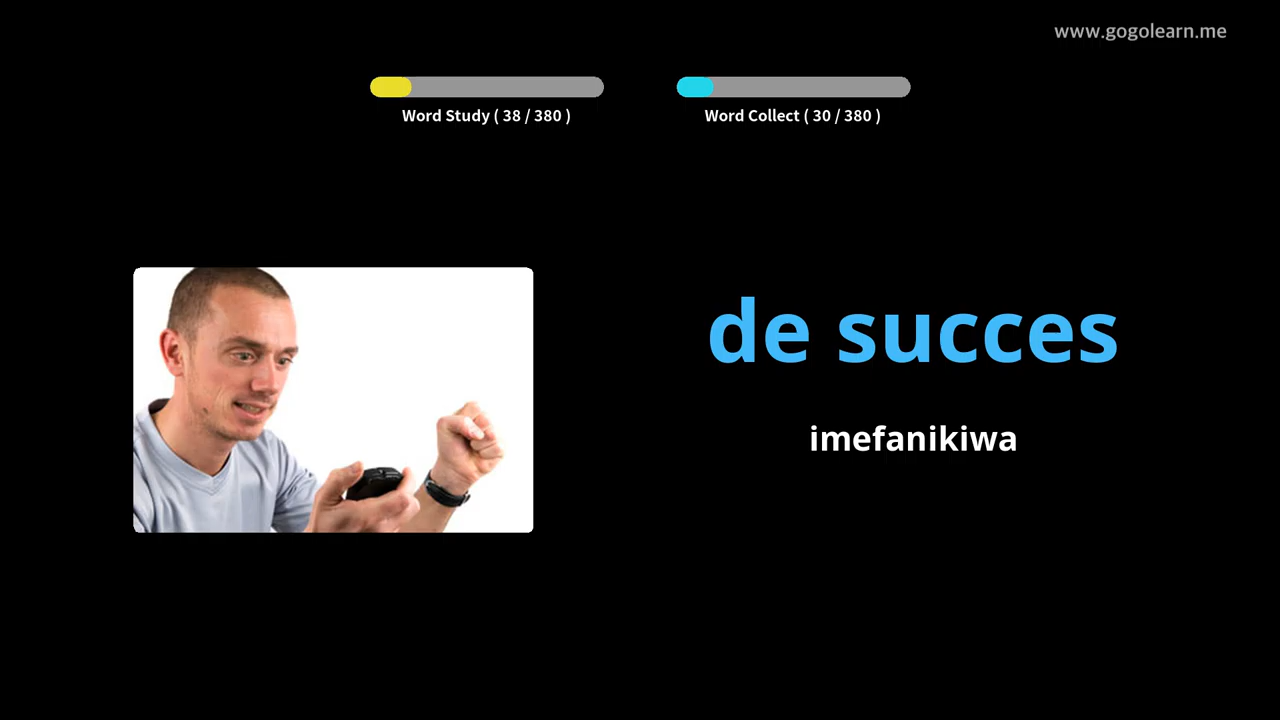 www.gogolearn.me
Word Study ( 38 / 380 )
Word Collect ( 30 / 380 )
de succes
imefanikiwa